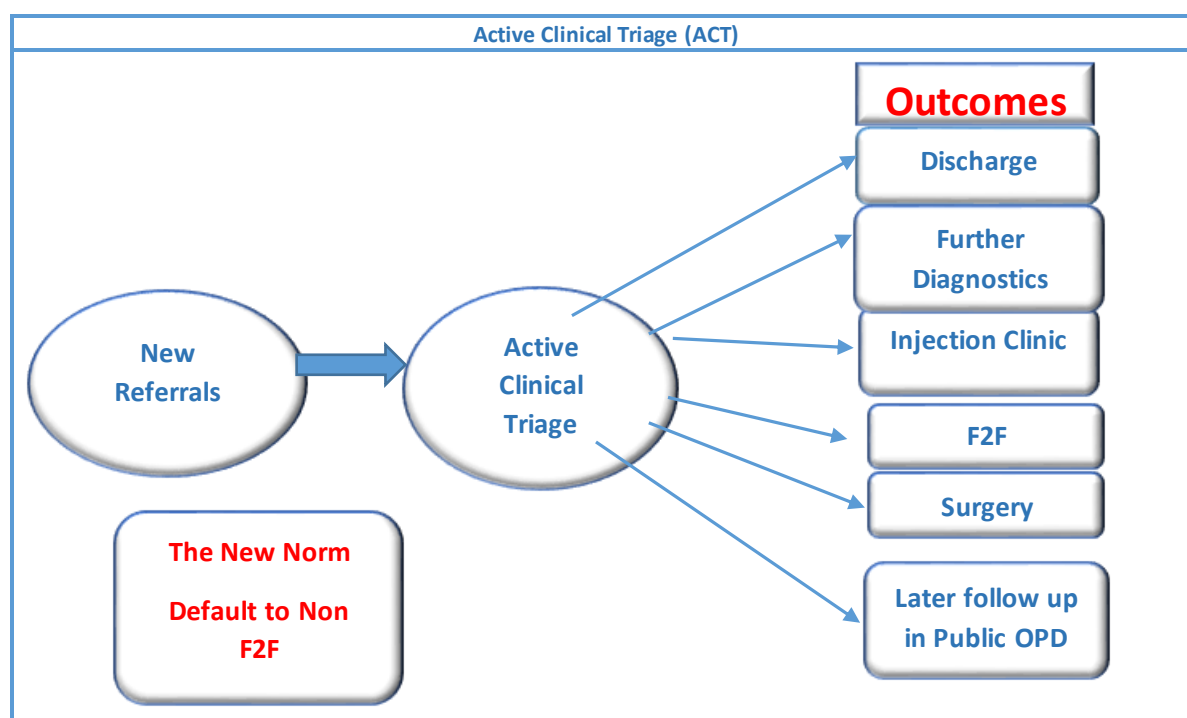 Active Clinical Triage (ACT)
Outcomes
Discharge
Further
Diagnostics
Injection Clinic
New
Referrals
Active
Clinical
Triage
F2F
Surgery
The New Norm
Default to Non
F2F
Later follow up
in Public OPD